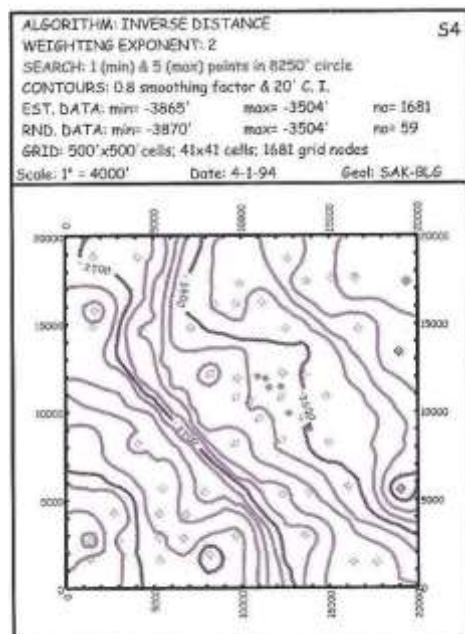 ALGORITHM: INVERSE DISTANCE
S4
WEIGHTING EXPONENT: 2
SEARCH: 1 (min) & 5 (max) points in 8250' circle
CONTOURS: 0.8 smoothing factor & 20' C. I.
EST. DATA: min= -3865' max= -3504' no= 1681
RND. DATA: min= -3870' max= -3504' no= 59
GRID: 500'x500' cells; 41x41 cells; 1681 grid nodes
Scale: 1" = 4000' Date: 4-1-94 Geol: SAK-BLG
0 5000 10000 15000 20000
20000 20000
15000 15000
10000 10000
5000 5000
0 0
0 5000 10000 15000 20000